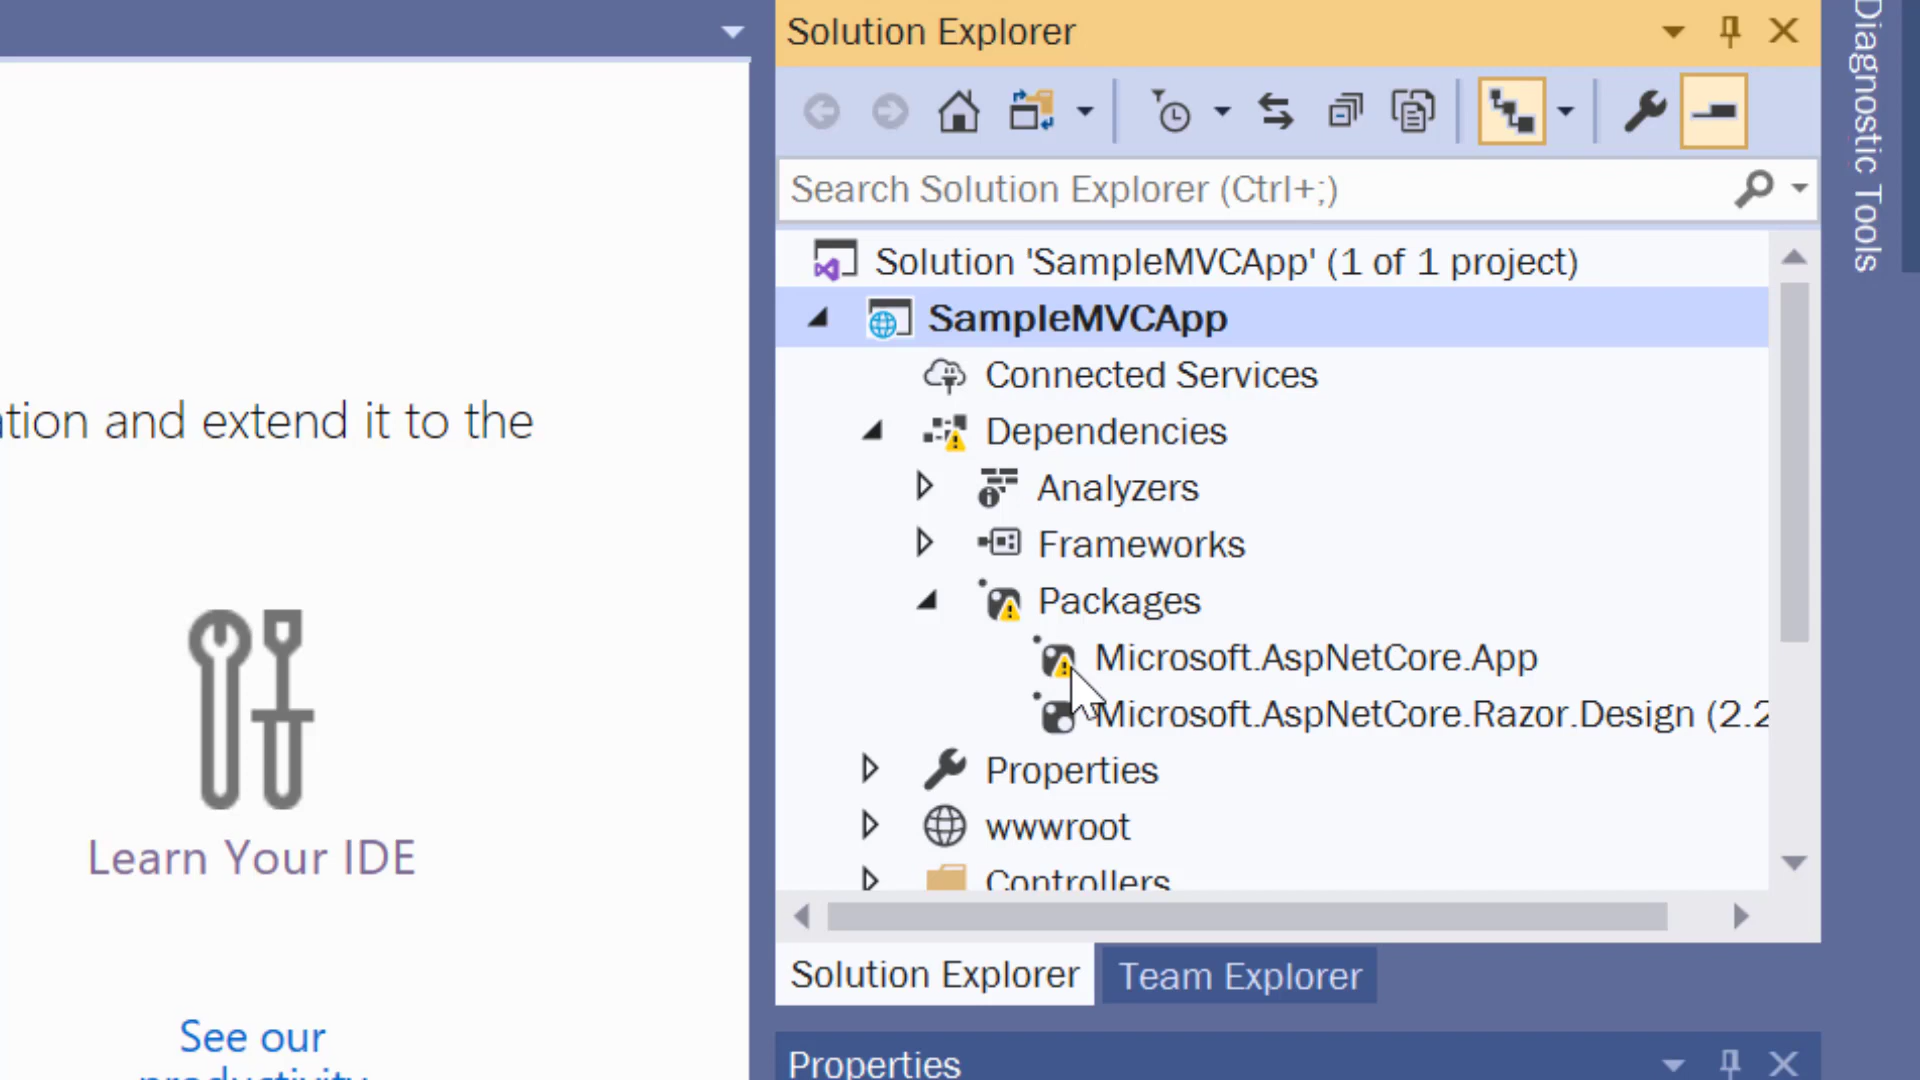 Solution Explorer
Diagnostic Tools
Search Solution Explorer (Ctrl+;)
Solution 'SampleMVCApp' (1 of 1 project)
SampleMVCApp
Connected Services
ation and extend it to the
Dependencies
Analyzers
Frameworks
Packages
Microsoft.AspNetCore.App
Microsoft.AspNetCore.Razor.Design (2.2
Properties
wwwroot
Learn Your IDE
Controllers
Solution Explorer
Team Explorer
See our
productivity
Properties